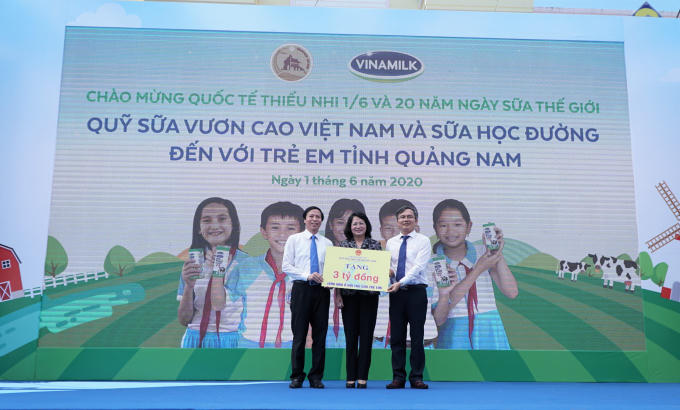 VINAMILK
CHÀO MỪNG QUỐC TẾ THIẾU NHI 1/6 VÀ 20 NĂM NGÀY SỮA THẾ GIỚI
QUỸ SỮA VƯƠN CAO VIỆT NAM VÀ SỮA HỌC ĐƯỜNG
ĐẾN VỚI TRẺ EM TỈNH QUẢNG NAM
Ngày 1 tháng 6 năm 2020
TẶNG
3 tỷ đồng